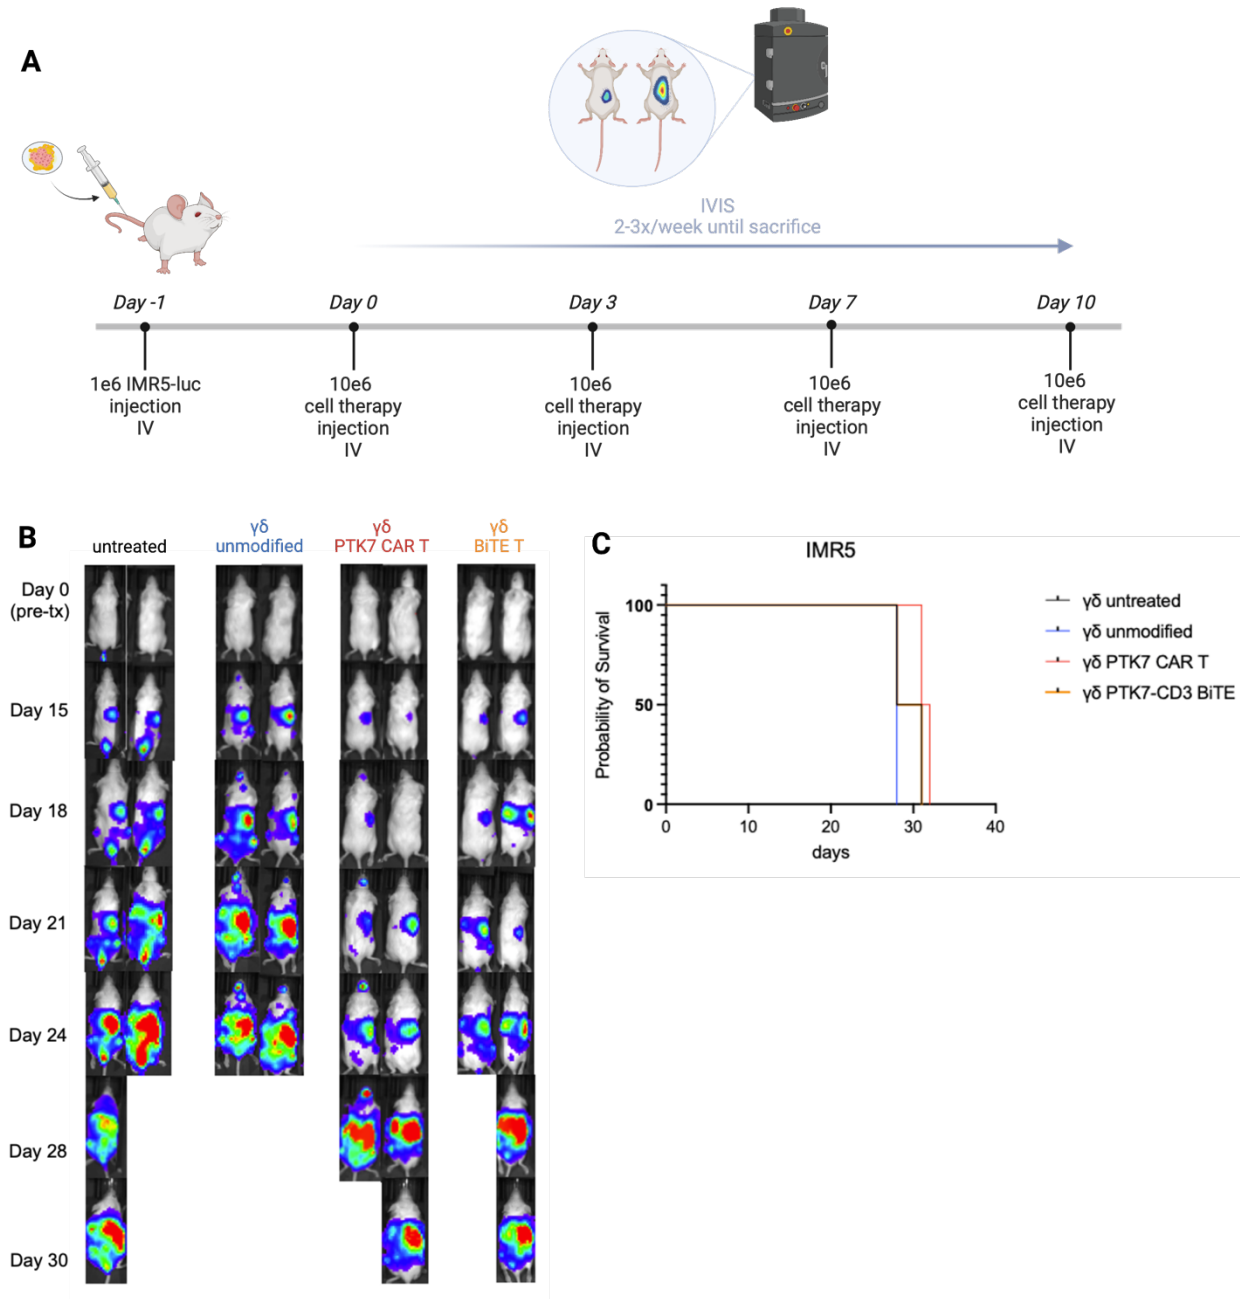 A
IVIS
2-3x/week until sacrifice
Day -1
Day 0
Day 3
Day 7
Day 10
1e6 IMR5-luc
injection
IV
10e6
cell therapy
injection
IV
10e6
cell therapy
injection
IV
10e6
cell therapy
injection
IV
10e6
cell therapy
injection
IV
B
untreated
γδ
unmodified
γδ
PTK7 CAR T
γδ
BiTE T
Day 0
(pre-tx)
Day 15
Day 18
Day 21
Day 24
Day 28
Day 30
C
IMR5
Probability of Survival
100
50
0
0
10
20
30
40
days
γδ untreated
γδ unmodified
γδ PTK7 CAR T
γδ PTK7-CD3 BiTE